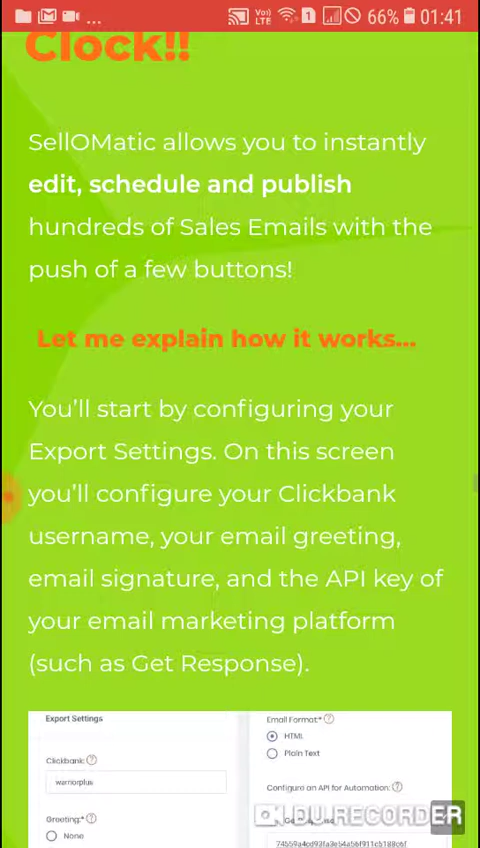 ... Vo) LTE 1 66% 01:41
Clock!!
SellOMatic allows you to instantly
edit, schedule and publish
hundreds of Sales Emails with the
push of a few buttons!
Let me explain how it works...
You'll start by configuring your
Export Settings. On this screen
you'll configure your Clickbank
username, your email greeting,
email signature, and the API key of
your email marketing platform
(such as Get Response).
Export Settings
Clickbank: ?
warriorplus
Greeting:* ?
None
Email Format:* ?
HTML
Plain Text
Configure an API for Automation: ?
DU RECORDER